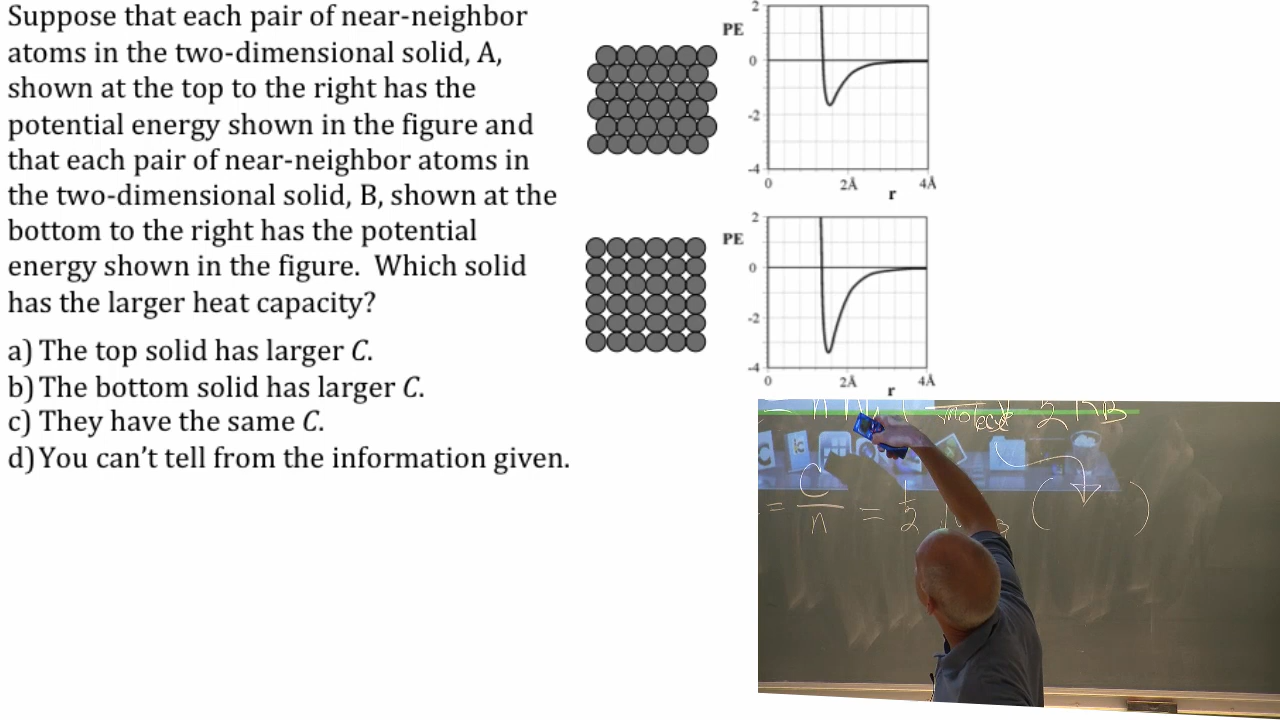 Suppose that each pair of near-neighbor
atoms in the two-dimensional solid, A,
shown at the top to the right has the
potential energy shown in the figure and
that each pair of near-neighbor atoms in
the two-dimensional solid, B, shown at the
bottom to the right has the potential
energy shown in the figure. Which solid
has the larger heat capacity?
a) The top solid has larger C.
b) The bottom solid has larger C.
c) They have the same C.
d) You can't tell from the information given.
PE
2
0
-2
-4
0
2Å
4Å
r
PE
2
0
-2
-4
0
2Å
4Å
r
= C/n = 1/2 ( )